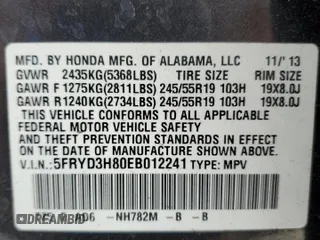 MFD. BY HONDA MFG. OF ALABAMA, LLC 11/'13
GVWR 2435KG(5368LBS) TIRE SIZE RIM SIZE
GAWR F 1275KG(2811LBS) 245/55R19 103H 19X8.0J
GAWR R 1240KG(2734LBS) 245/55R19 103H 19X8.0J
THIS VEHICLE CONFORMS TO ALL APPLICABLE
FEDERAL MOTOR VEHICLE SAFETY AND
THEFT PREVENTION STANDARDS IN EFFECT ON
THE DATE OF MANUFACTURE SHOWN ABOVE.
V.I.N.: 5FRYD3H80EB012241 TYPE: MPV
NH782M -B -B
DIDCARS